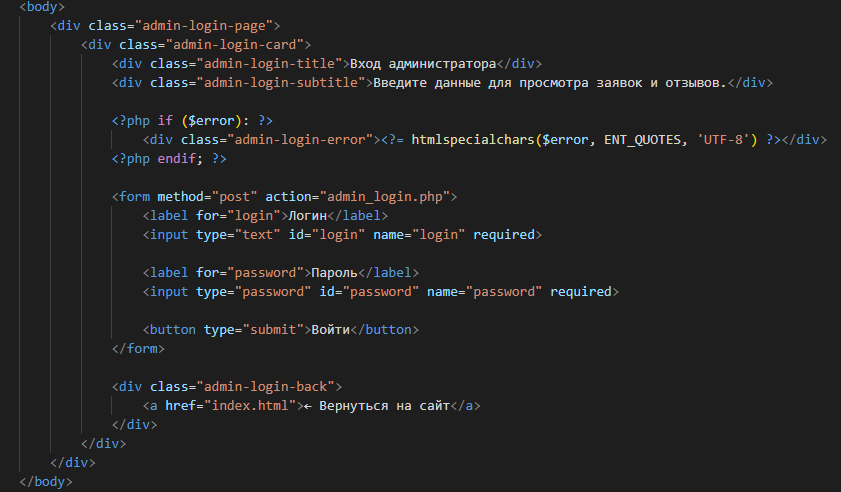 <body>
<div class="admin-login-page">
<div class="admin-login-card">
<div class="admin-login-title">Вход администратора</div>
<div class="admin-login-subtitle">Введите данные для просмотра заявок и отзывов.</div>
<?php if ($error): ?>
<div class="admin-login-error"><?= htmlspecialchars($error, ENT_QUOTES, 'UTF-8') ?></div>
<?php endif; ?>
<form method="post" action="admin_login.php">
<label for="login">Логин</label>
<input type="text" id="login" name="login" required>
<label for="password">Пароль</label>
<input type="password" id="password" name="password" required>
<button type="submit">Войти</button>
</form>
<div class="admin-login-back">
<a href="index.html">← Вернуться на сайт</a>
</div>
</div>
</div>
</body>